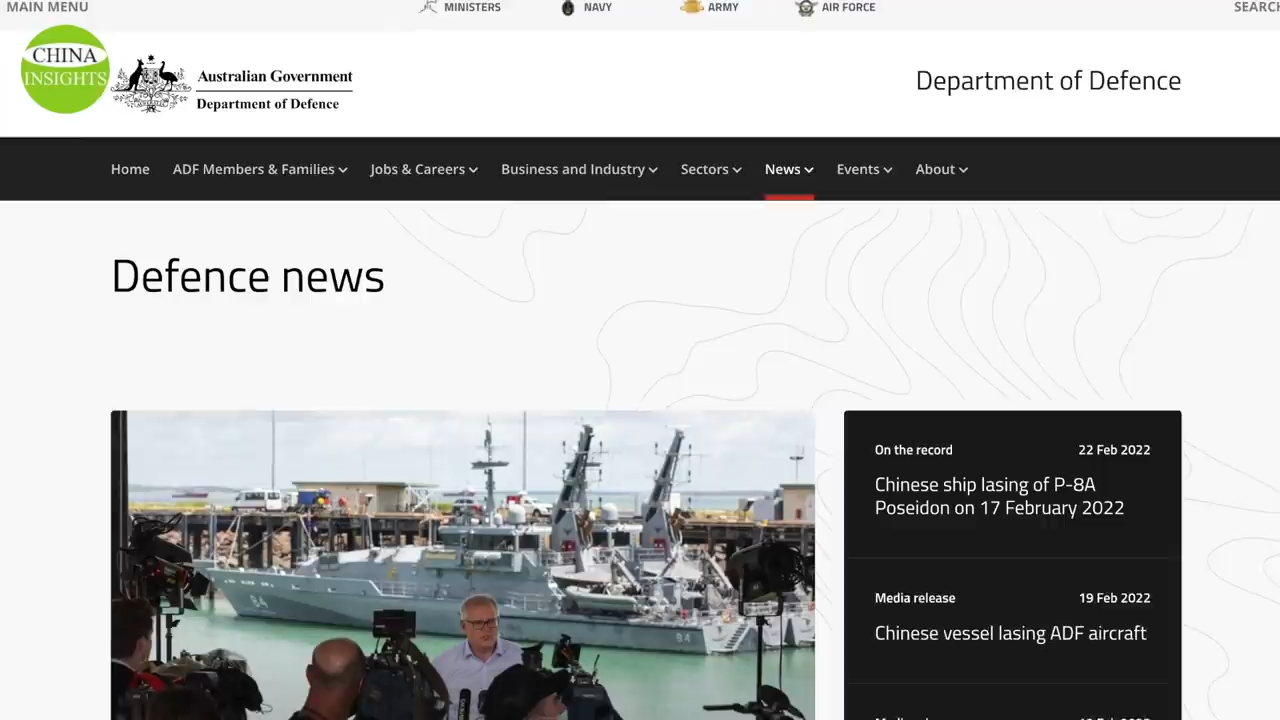 MAIN MENU
MINISTERS
NAVY
ARMY
AIR FORCE
SEARCH
CHINA
INSIGHTS
Australian Government
Department of Defence
Department of Defence
Home
ADF Members & Families
Jobs & Careers
Business and Industry
Sectors
News
Events
About
Defence news
On the record
22 Feb 2022
Chinese ship lasing of P-8A
Poseidon on 17 February 2022
Media release
19 Feb 2022
Chinese vessel lasing ADF aircraft
94
94